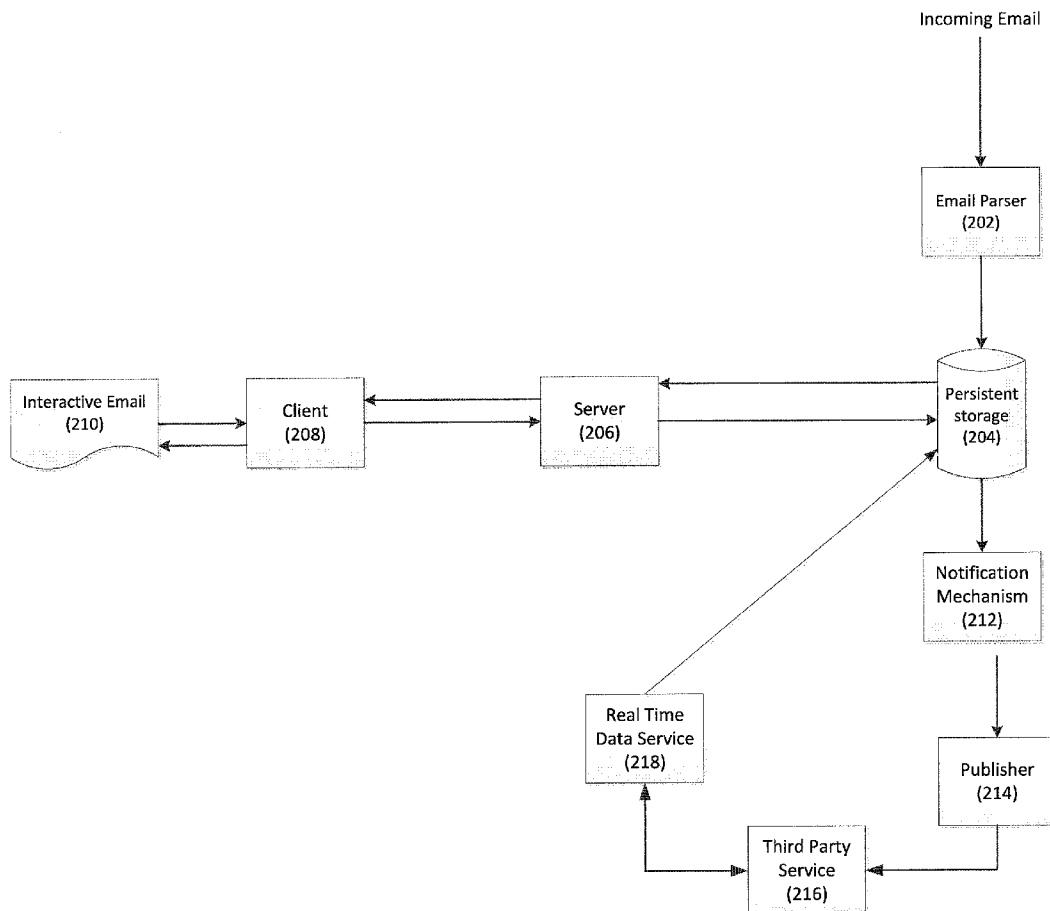 Incoming Email
Email Parser
(202)
Interactive Email
(210)
Client
(208)
Server
(206)
Persistent
storage
(204)
Notification
Mechanism
(212)
Real Time
Data Service
(218)
Publisher
(214)
Third Party
Service
(216)